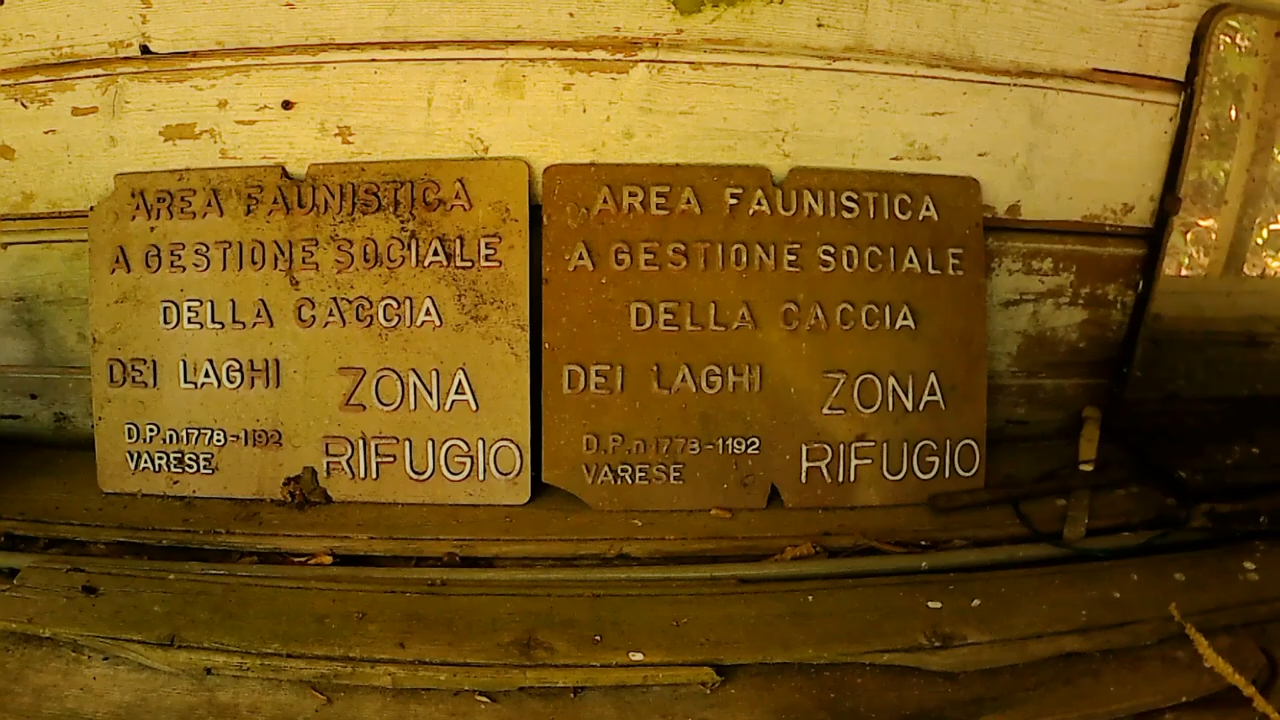 AREA FAUNISTICA
A GESTIONE SOCIALE
DELLA CACCIA
DEI LAGHI
ZONA
RIFUGIO
D.P.n 1778-1192
VARESE
AREA FAUNISTICA
A GESTIONE SOCIALE
DELLA CACCIA
DEI LAGHI
ZONA
RIFUGIO
D.P.n 1778-1192
VARESE